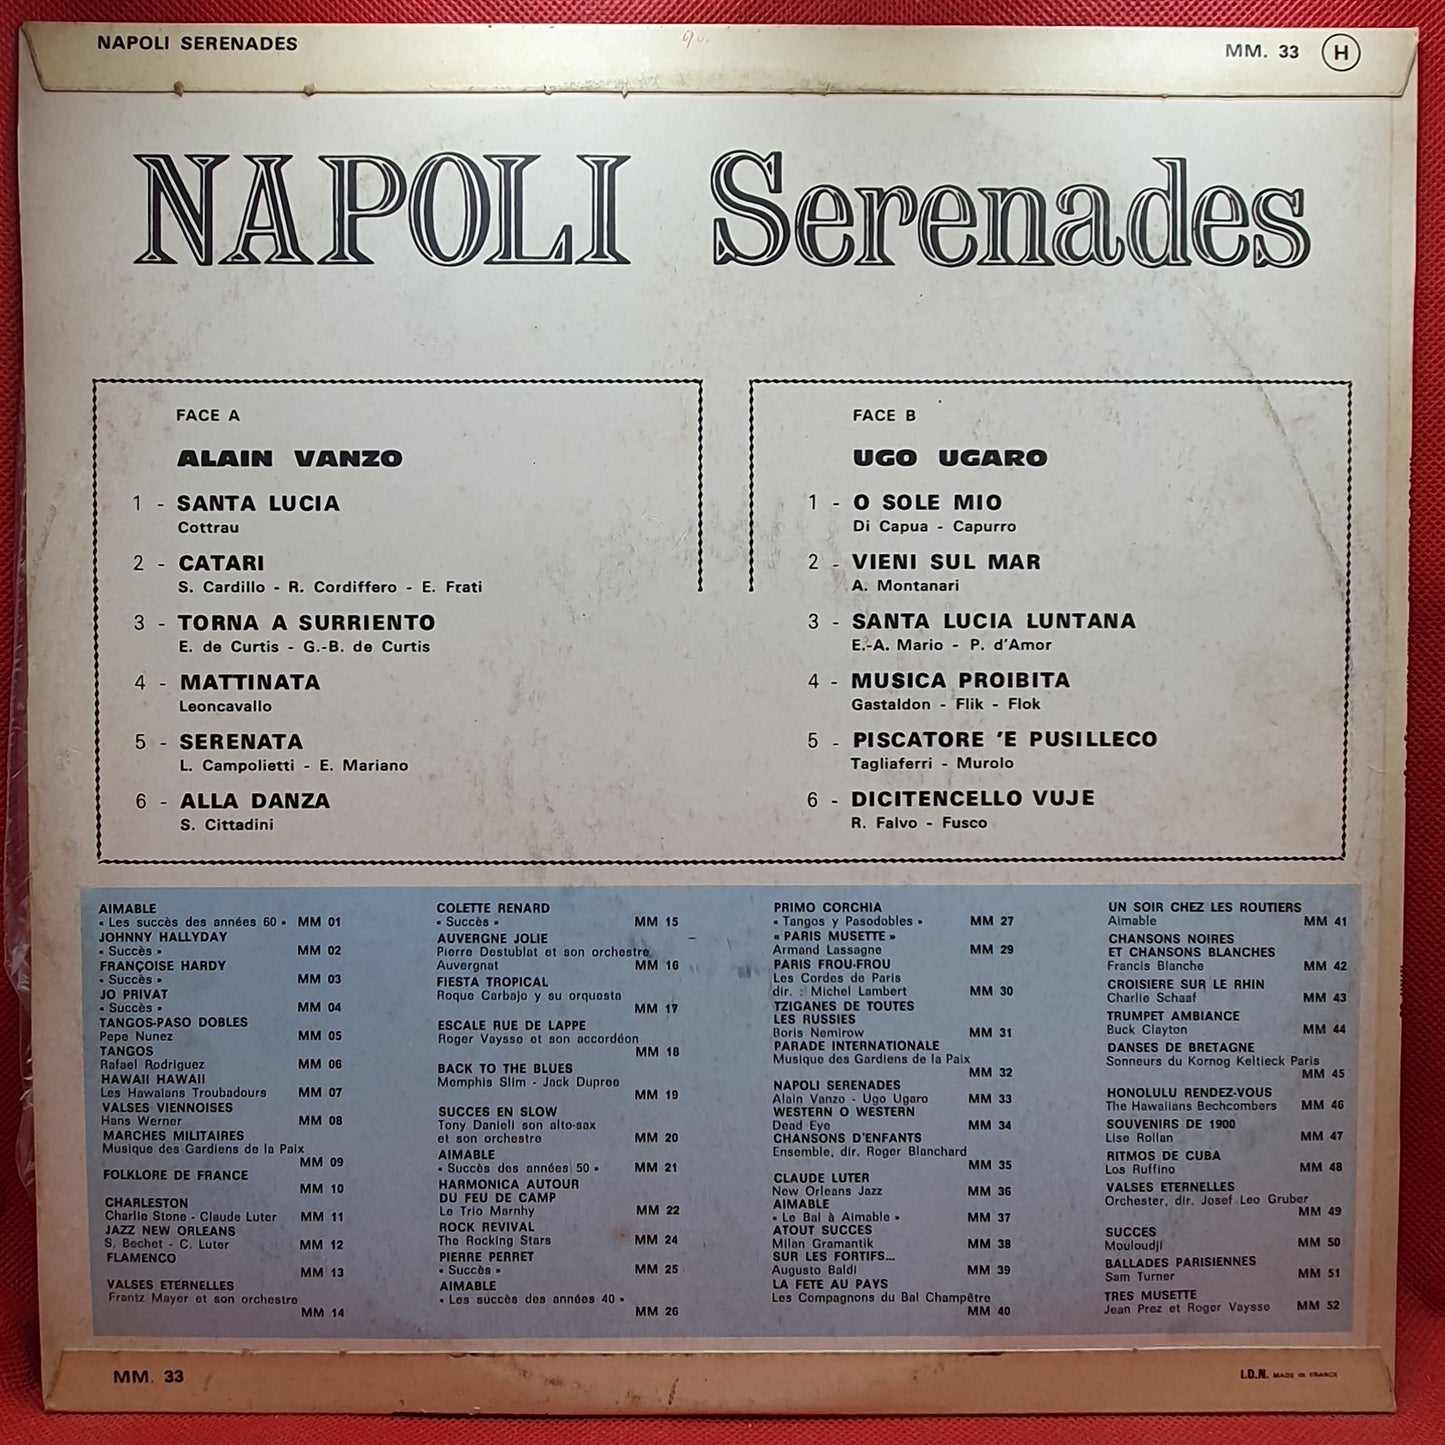 NAPOLI SERENADES
90.
MM. 33 H
NAPOLI Serenades
FACE A
ALAIN VANZO
1 - SANTA LUCIA
Cottrau
2 - CATARI
S. Cardillo - R. Cordiffero - E. Frati
3 - TORNA A SURRIENTO
E. de Curtis - G.-B. de Curtis
4 - MATTINATA
Leoncavallo
5 - SERENATA
L. Campolietti - E. Mariano
6 - ALLA DANZA
S. Cittadini
FACE B
UGO UGARO
1 - O SOLE MIO
Di Capua - Capurro
2 - VIENI SUL MAR
A. Montanari
3 - SANTA LUCIA LUNTANA
E.-A. Mario - P. d'Amor
4 - MUSICA PROIBITA
Gastaldon - Flik - Flok
5 - PISCATORE 'E PUSILLECO
Tagliaferri - Murolo
6 - DICITENCELLO VUJE
R. Falvo - Fusco
AIMABLE
« Les succès des années 60 » MM 01
JOHNNY HALLYDAY
« Succès » MM 02
FRANÇOISE HARDY
« Succès » MM 03
JO PRIVAT
« Succès » MM 04
TANGOS-PASO DOBLES
Pepe Nunez MM 05
TANGOS
Rafael Rodriguez MM 06
HAWAII HAWAII
Les Hawaians Troubadours MM 07
VALSES VIENNOISES
Hans Werner MM 08
MARCHES MILITAIRES
Musique des Gardiens de la Paix
MM 09
FOLKLORE DE FRANCE
MM 10
CHARLESTON
Charlie Stone - Claude Luter MM 11
JAZZ NEW ORLEANS
S. Bechet - C. Luter MM 12
FLAMENCO
MM 13
VALSES ETERNELLES
Frantz Mayer et son orchestre
MM 14
COLETTE RENARD
« Succès » MM 15
AUVERGNE JOLIE
Pierre Destublat et son orchestre
Auvergnat MM 16
FIESTA TROPICAL
Roque Carbajo y su orquesta
MM 17
ESCALE RUE DE LAPPE
Roger Vaysse et son accordéon
MM 18
BACK TO THE BLUES
Memphis Slim - Jack Dupree
MM 19
SUCCES EN SLOW
Tony Danieli son alto-sax
et son orchestre MM 20
AIMABLE
« Succès des années 50 » MM 21
HARMONICA AUTOUR
DU FEU DE CAMP
Le Trio Marnhy MM 22
ROCK REVIVAL
The Rocking Stars MM 24
PIERRE PERRET
« Succès » MM 25
AIMABLE
« Les succès des années 40 »
MM 26
PRIMO CORCHIA
« Tangos y Pasodobles » MM 27
« PARIS MUSETTE »
Armand Lassagne MM 29
PARIS FROU-FROU
Les Cordes de Paris
dir. : Michel Lambert MM 30
TZIGANES DE TOUTES
LES RUSSIES
Boris Nemirow MM 31
PARADE INTERNATIONALE
Musique des Gardiens de la Paix
MM 32
NAPOLI SERENADES
Alain Vanzo - Ugo Ugaro MM 33
WESTERN O WESTERN
Dead Eye MM 34
CHANSONS D'ENFANTS
Ensemble, dir. Roger Blanchard
MM 35
CLAUDE LUTER
New Orleans Jazz MM 36
AIMABLE
« Le Bal à Aimable » MM 37
ATOUT SUCCES
Milan Gramantik MM 38
SUR LES FORTIFS...
Augusto Baldi MM 39
LA FETE AU PAYS
Les Compagnons du Bal Champêtre
MM 40
UN SOIR CHEZ LES ROUTIERS
Aimable MM 41
CHANSONS NOIRES
ET CHANSONS BLANCHES
Francis Blanche MM 42
CROISIERE SUR LE RHIN
Charlie Schaaf MM 43
TRUMPET AMBIANCE
Buck Clayton MM 44
DANSES DE BRETAGNE
Sonneurs du Kornog Keltieck Paris
MM 45
HONOLULU RENDEZ-VOUS
The Hawaiians Bechcombers MM 46
SOUVENIRS DE 1900
Lise Rollan MM 47
RITMOS DE CUBA
Los Ruffino MM 48
VALSES ETERNELLES
Orchester, dir. Josef Leo Gruber
MM 49
SUCCES
Mouloudji MM 50
BALLADES PARISIENNES
Sam Turner MM 51
TRES MUSETTE
Jean Prez et Roger Vaysse MM 52
MM. 33
I.D.N. MADE IN FRANCE